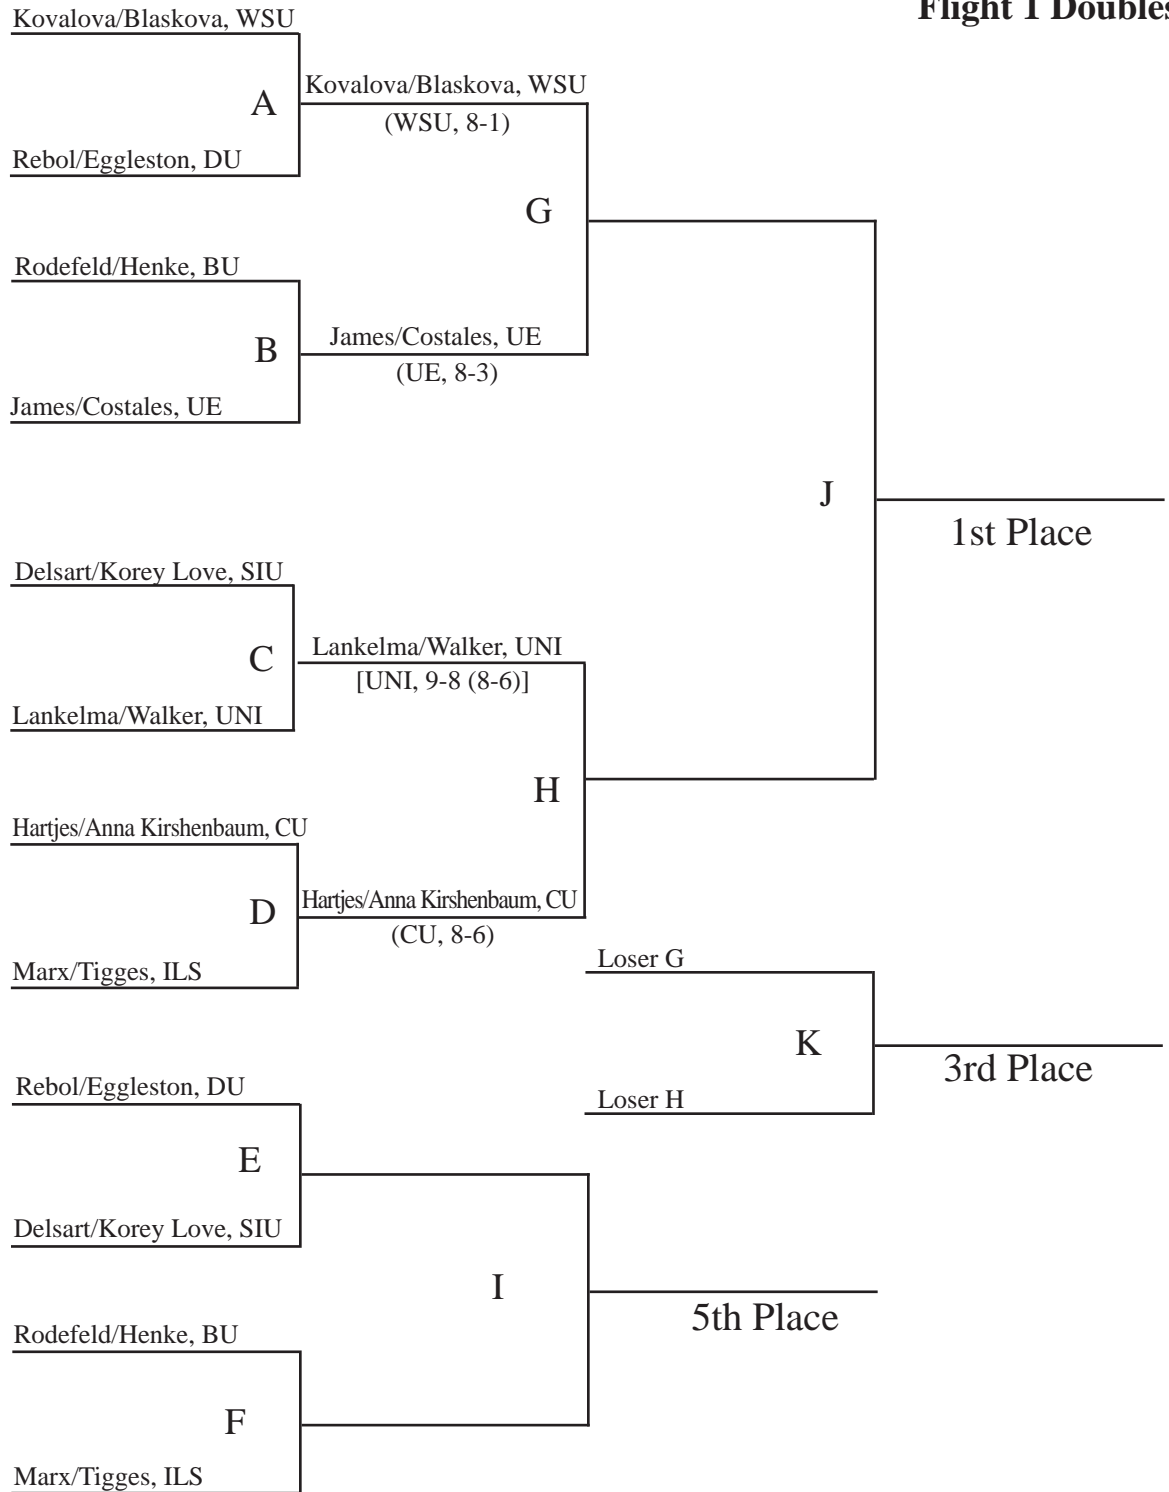 Flight 1 Doubles
Kovalova/Blaskova, WSU
A
Kovalova/Blaskova, WSU
(WSU, 8-1)
Rebol/Eggleston, DU
G
Rodefeld/Henke, BU
B
James/Costales, UE
(UE, 8-3)
James/Costales, UE
J
1st Place
Delsart/Korey Love, SIU
C
Lankelma/Walker, UNI
[UNI, 9-8 (8-6)]
Lankelma/Walker, UNI
H
Hartjes/Anna Kirshenbaum, CU
D
Hartjes/Anna Kirshenbaum, CU
(CU, 8-6)
Marx/Tigges, ILS
Loser G
K
3rd Place
Loser H
Rebol/Eggleston, DU
E
Delsart/Korey Love, SIU
I
5th Place
Rodefeld/Henke, BU
F
Marx/Tigges, ILS